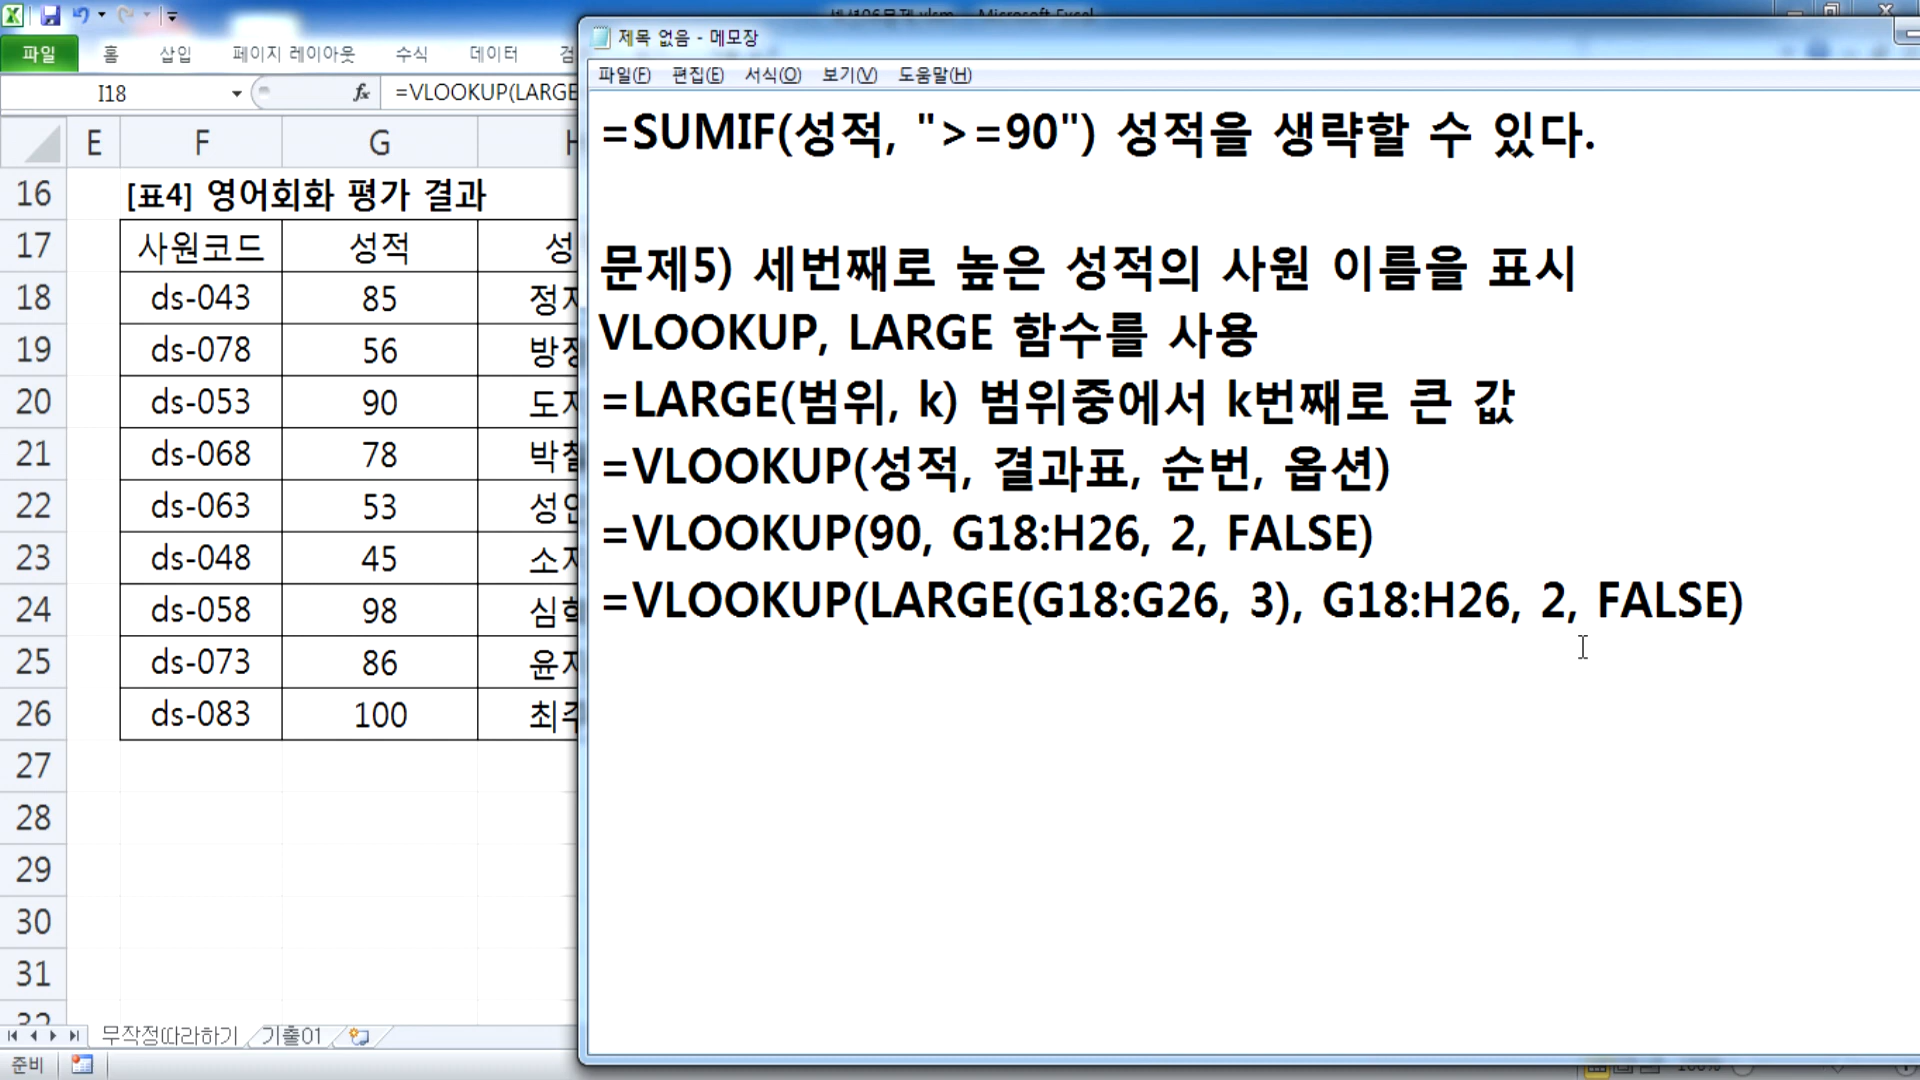 파일 홈 삽입 페이지 레이아웃 수식 데이터
제목 없음 - 메모장
파일(F) 편집(E) 서식(O) 보기(V) 도움말(H)
I18 fx =VLOOKUP(LARGE
=SUMIF(성적, ">=90") 성적을 생략할 수 있다.
문제5) 세번째로 높은 성적의 사원 이름을 표시
VLOOKUP, LARGE 함수를 사용
=LARGE(범위, k) 범위중에서 k번째로 큰 값
=VLOOKUP(성적, 결과표, 순번, 옵션)
=VLOOKUP(90, G18:H26, 2, FALSE)
=VLOOKUP(LARGE(G18:G26, 3), G18:H26, 2, FALSE)
E F G
16 [표4] 영어회화 평가 결과
17 사원코드 성적 성
18 ds-043 85
19 ds-078 56
20 ds-053 90
21 ds-068 78
22 ds-063 53
23 ds-048 45
24 ds-058 98
25 ds-073 86
26 ds-083 100
27
28
29
30
31
무작정따라하기 기출01
준비